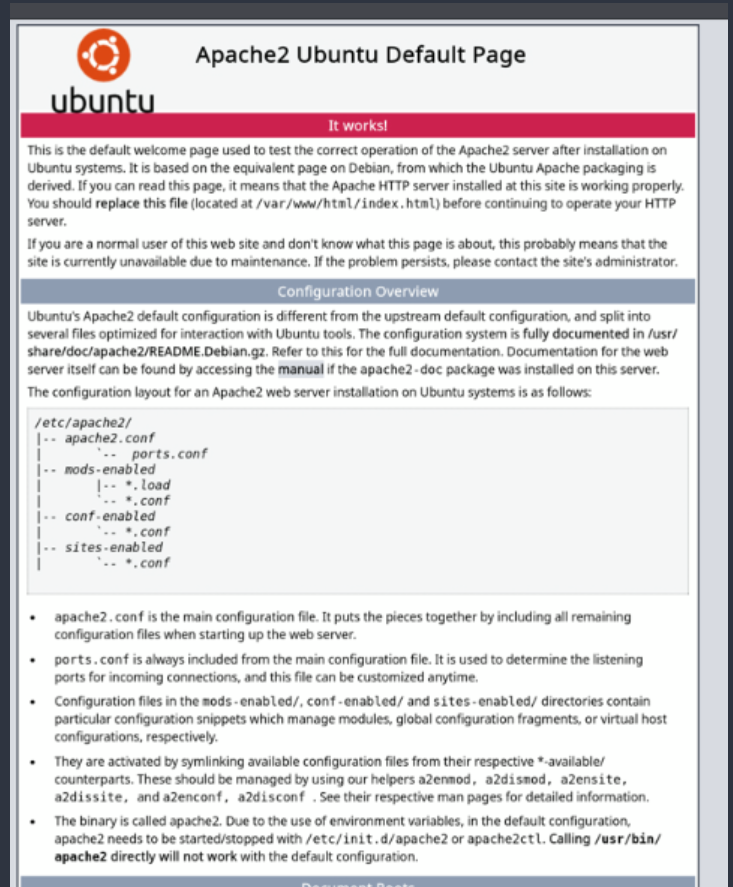 Apache2 Ubuntu Default Page
ubuntu
It works!
This is the default welcome page used to test the correct operation of the Apache2 server after installation on
Ubuntu systems. It is based on the equivalent page on Debian, from which the Ubuntu Apache packaging is
derived. If you can read this page, it means that the Apache HTTP server installed at this site is working properly.
You should replace this file (located at /var/www/html/index.html) before continuing to operate your HTTP
server.
If you are a normal user of this web site and don't know what this page is about, this probably means that the
site is currently unavailable due to maintenance. If the problem persists, please contact the site's administrator.
Configuration Overview
Ubuntu's Apache2 default configuration is different from the upstream default configuration, and split into
several files optimized for interaction with Ubuntu tools. The configuration system is fully documented in /usr/
share/doc/apache2/README.Debian.gz. Refer to this for the full documentation. Documentation for the web
server itself can be found by accessing the manual if the apache2-doc package was installed on this server.
The configuration layout for an Apache2 web server installation on Ubuntu systems is as follows:
/etc/apache2/
|-- apache2.conf
|       `--  ports.conf
|-- mods-enabled
|       |-- *.load
|       `-- *.conf
|-- conf-enabled
|       `-- *.conf
|-- sites-enabled
|       `-- *.conf
• apache2.conf is the main configuration file. It puts the pieces together by including all remaining
configuration files when starting up the web server.
• ports.conf is always included from the main configuration file. It is used to determine the listening
ports for incoming connections, and this file can be customized anytime.
• Configuration files in the mods-enabled/, conf-enabled/ and sites-enabled/ directories contain
particular configuration snippets which manage modules, global configuration fragments, or virtual host
configurations, respectively.
• They are activated by symlinking available configuration files from their respective *-available/
counterparts. These should be managed by using our helpers a2enmod, a2dismod, a2ensite,
a2dissite, and a2enconf, a2disconf . See their respective man pages for detailed information.
• The binary is called apache2. Due to the use of environment variables, in the default configuration,
apache2 needs to be started/stopped with /etc/init.d/apache2 or apache2ctl. Calling /usr/bin/
apache2 directly will not work with the default configuration.
Document Roots